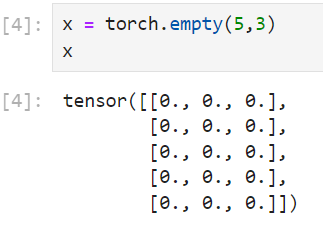 [4]: x = torch.empty(5,3)
x
[4]: tensor([[0., 0., 0.],
[0., 0., 0.],
[0., 0., 0.],
[0., 0., 0.],
[0., 0., 0.]])